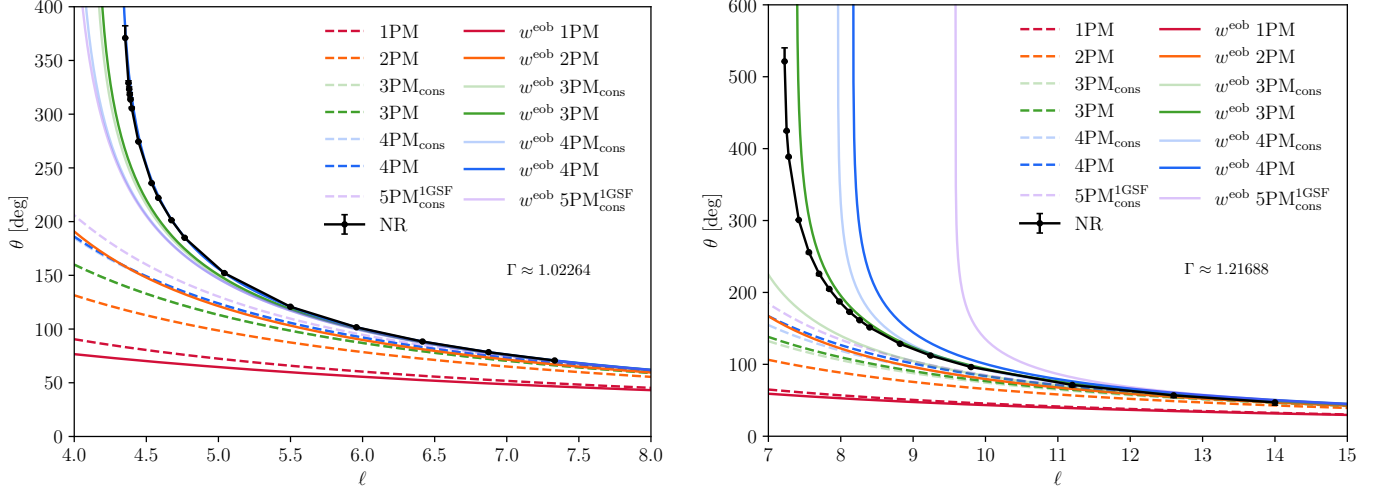 400
350
300
250
200
150
100
50
0
θ [deg]
4.0 4.5 5.0 5.5 6.0 6.5 7.0 7.5 8.0
ℓ
1PM
2PM
3PM_cons
3PM
4PM_cons
4PM
5PM^1GSF_cons
NR
w^eob 1PM
w^eob 2PM
w^eob 3PM_cons
w^eob 3PM
w^eob 4PM_cons
w^eob 4PM
w^eob 5PM^1GSF_cons
Γ ≈ 1.02264
600
500
400
300
200
100
0
θ [deg]
7 8 9 10 11 12 13 14 15
ℓ
1PM
2PM
3PM_cons
3PM
4PM_cons
4PM
5PM^1GSF_cons
NR
w^eob 1PM
w^eob 2PM
w^eob 3PM_cons
w^eob 3PM
w^eob 4PM_cons
w^eob 4PM
w^eob 5PM^1GSF_cons
Γ ≈ 1.21688